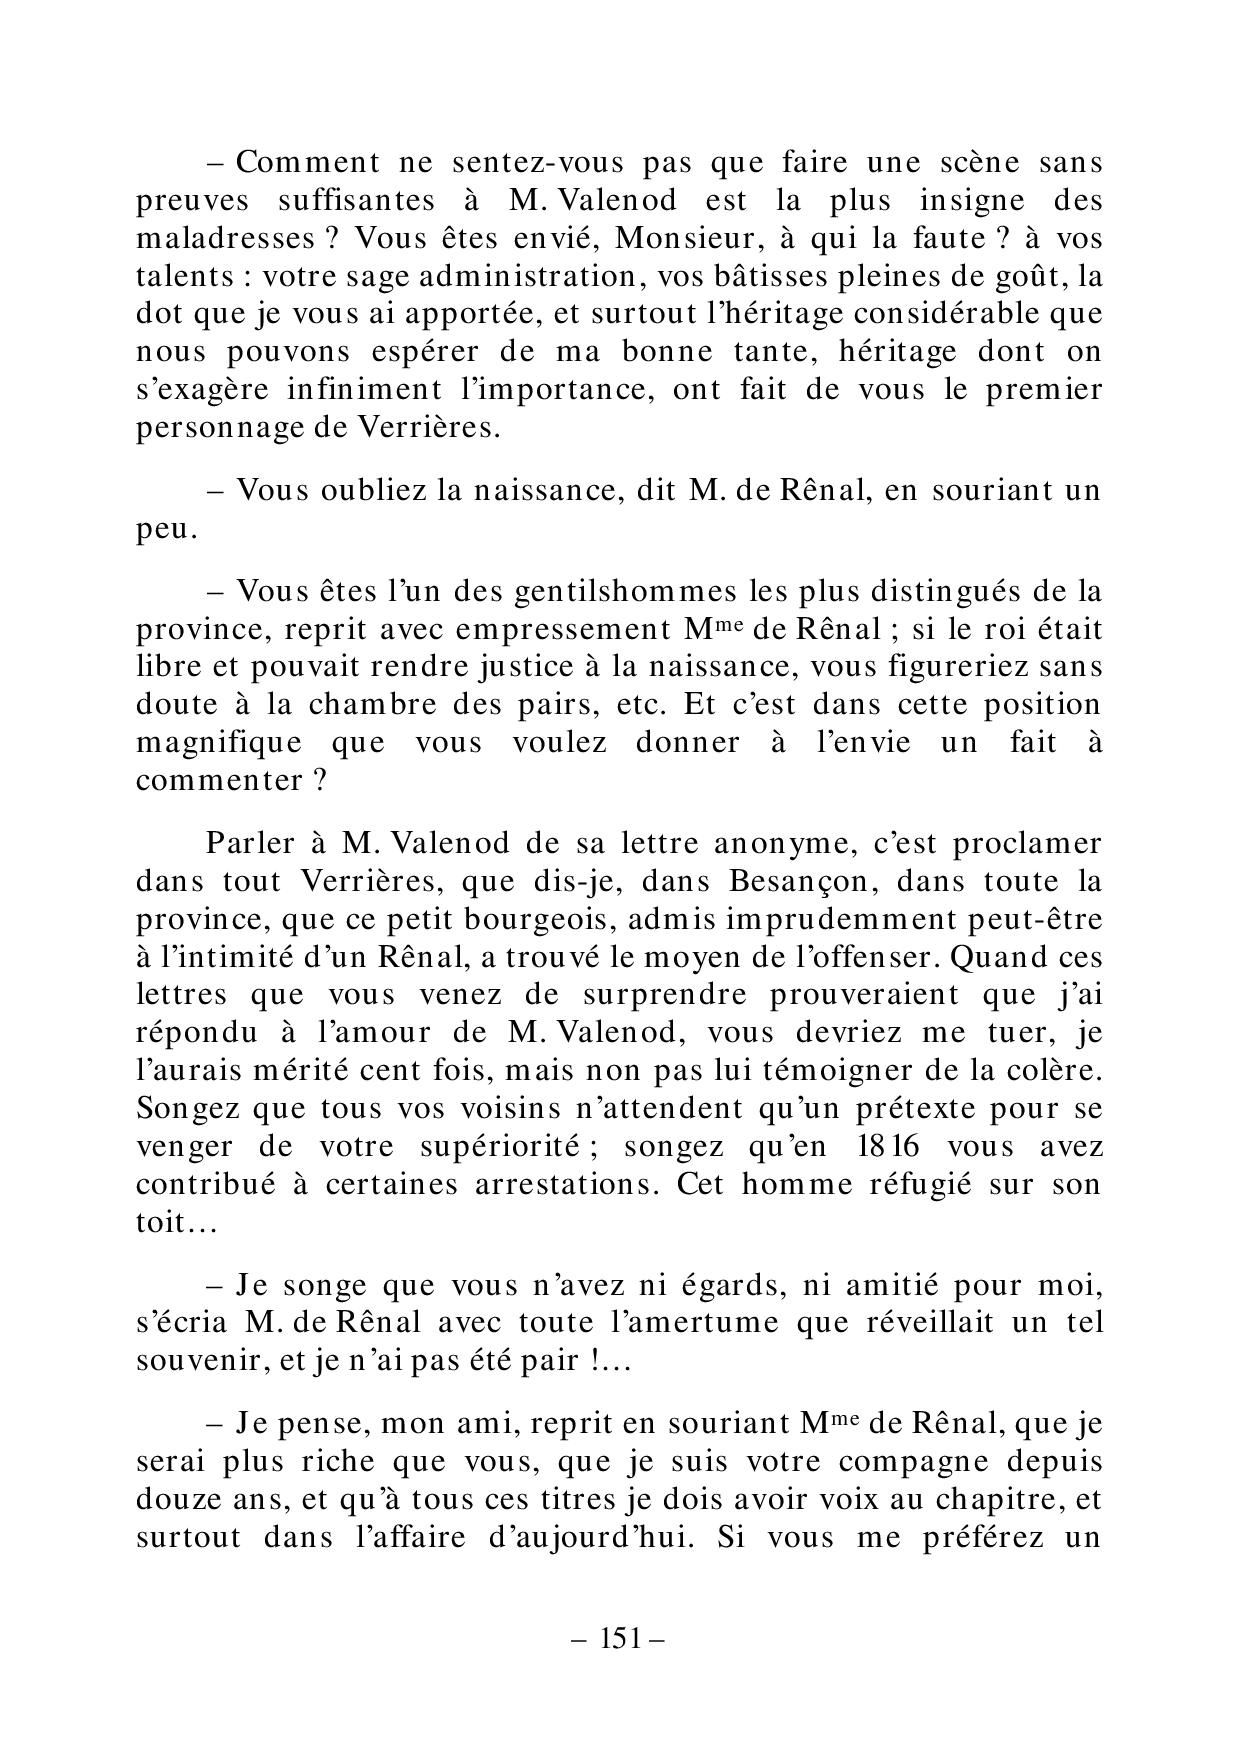 – Comment ne sentez-vous pas que faire une scène sans
preuves suffisantes à M. Valenod est la plus insigne des
maladresses ? Vous êtes envié, Monsieur, à qui la faute ? à vos
talents : votre sage administration, vos bâtisses pleines de goût, la
dot que je vous ai apportée, et surtout l’héritage considérable que
nous pouvons espérer de ma bonne tante, héritage dont on
s’exagère infiniment l’importance, ont fait de vous le premier
personnage de Verrières.
– Vous oubliez la naissance, dit M. de Rênal, en souriant un
peu.
– Vous êtes l’un des gentilshommes les plus distingués de la
province, reprit avec empressement Mme de Rênal ; si le roi était
libre et pouvait rendre justice à la naissance, vous figureriez sans
doute à la chambre des pairs, etc. Et c’est dans cette position
magnifique que vous voulez donner à l’envie un fait à
commenter ?
Parler à M. Valenod de sa lettre anonyme, c’est proclamer
dans tout Verrières, que dis-je, dans Besançon, dans toute la
province, que ce petit bourgeois, admis imprudemment peut-être
à l’intimité d’un Rênal, a trouvé le moyen de l’offenser. Quand ces
lettres que vous venez de surprendre prouveraient que j’ai
répondu à l’amour de M. Valenod, vous devriez me tuer, je
l’aurais mérité cent fois, mais non pas lui témoigner de la colère.
Songez que tous vos voisins n’attendent qu’un prétexte pour se
venger de votre supériorité ; songez qu’en 1816 vous avez
contribué à certaines arrestations. Cet homme réfugié sur son
toit…
– Je songe que vous n’avez ni égards, ni amitié pour moi,
s’écria M. de Rênal avec toute l’amertume que réveillait un tel
souvenir, et je n’ai pas été pair !…
– Je pense, mon ami, reprit en souriant Mme de Rênal, que je
serai plus riche que vous, que je suis votre compagne depuis
douze ans, et qu’à tous ces titres je dois avoir voix au chapitre, et
surtout dans l’affaire d’aujourd’hui. Si vous me préférez un
– 151 –